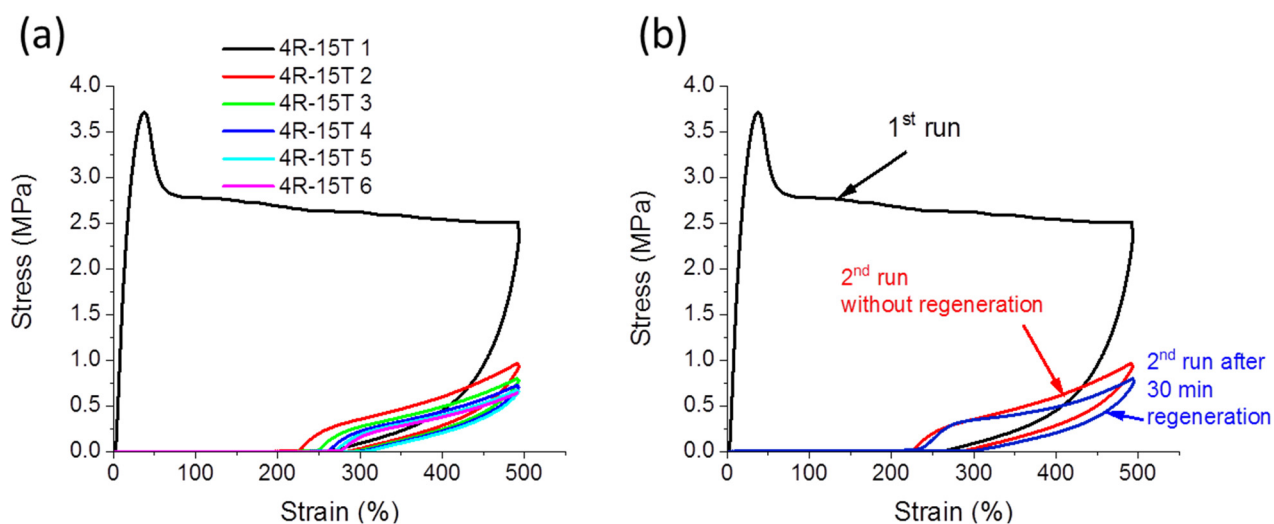 (a)
4R-15T 1
4R-15T 2
4R-15T 3
4R-15T 4
4R-15T 5
4R-15T 6
4.0
3.5
3.0
2.5
2.0
1.5
1.0
0.5
0.0
Stress (MPa)
0 100 200 300 400 500
Strain (%)
(b)
4.0
3.5
3.0
2.5
2.0
1.5
1.0
0.5
0.0
Stress (MPa)
1st run
2nd run
without regeneration
2nd run after
30 min
regeneration
0 100 200 300 400 500
Strain (%)